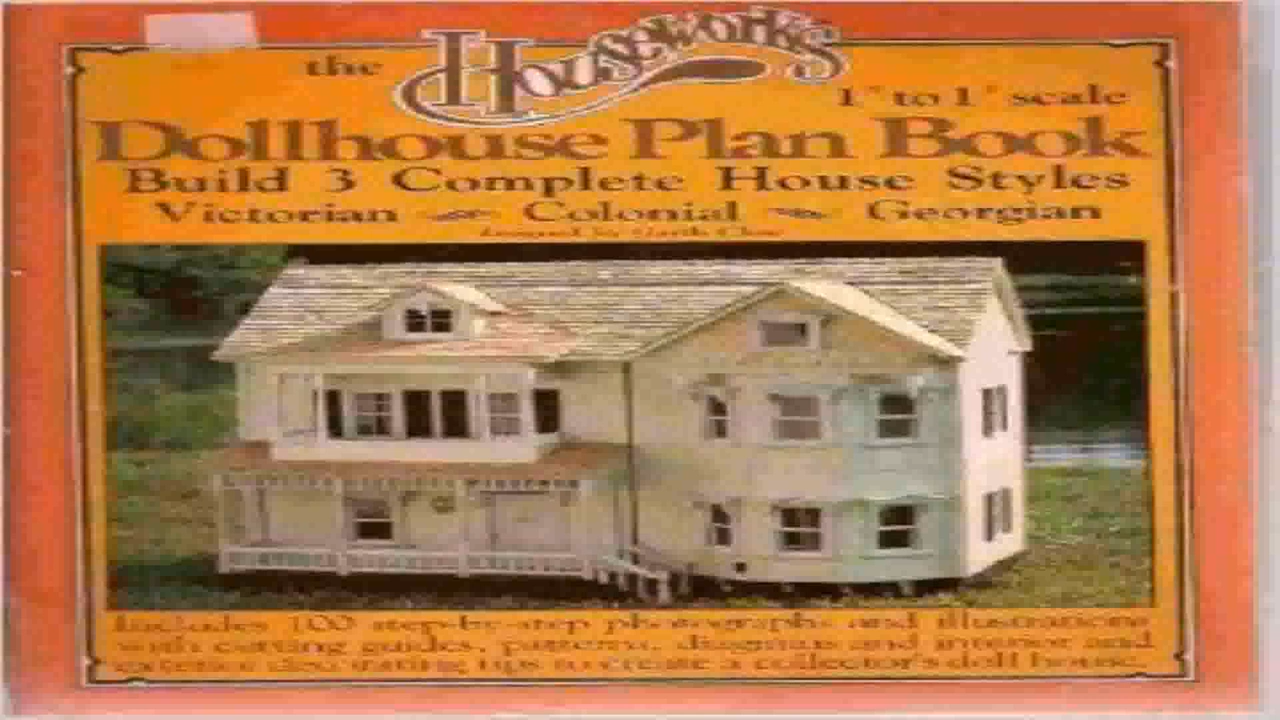 the Houseworks
1" to 1" scale
Dollhouse Plan Book
Build 3 Complete House Styles
Victorian Colonial Georgian
Designed by
Includes 100 step-by-step photographs and illustrations
with cutting guides, patterns, diagrams and interior and
exterior decorating tips to create a collector's doll house.